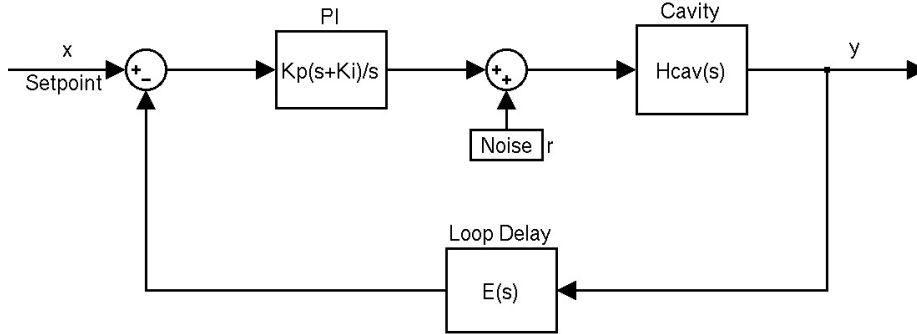 PI
Cavity
x
y
+
−
Kp(s+Ki)/s
+
+
Hcav(s)
Setpoint
Noise
r
Loop Delay
E(s)